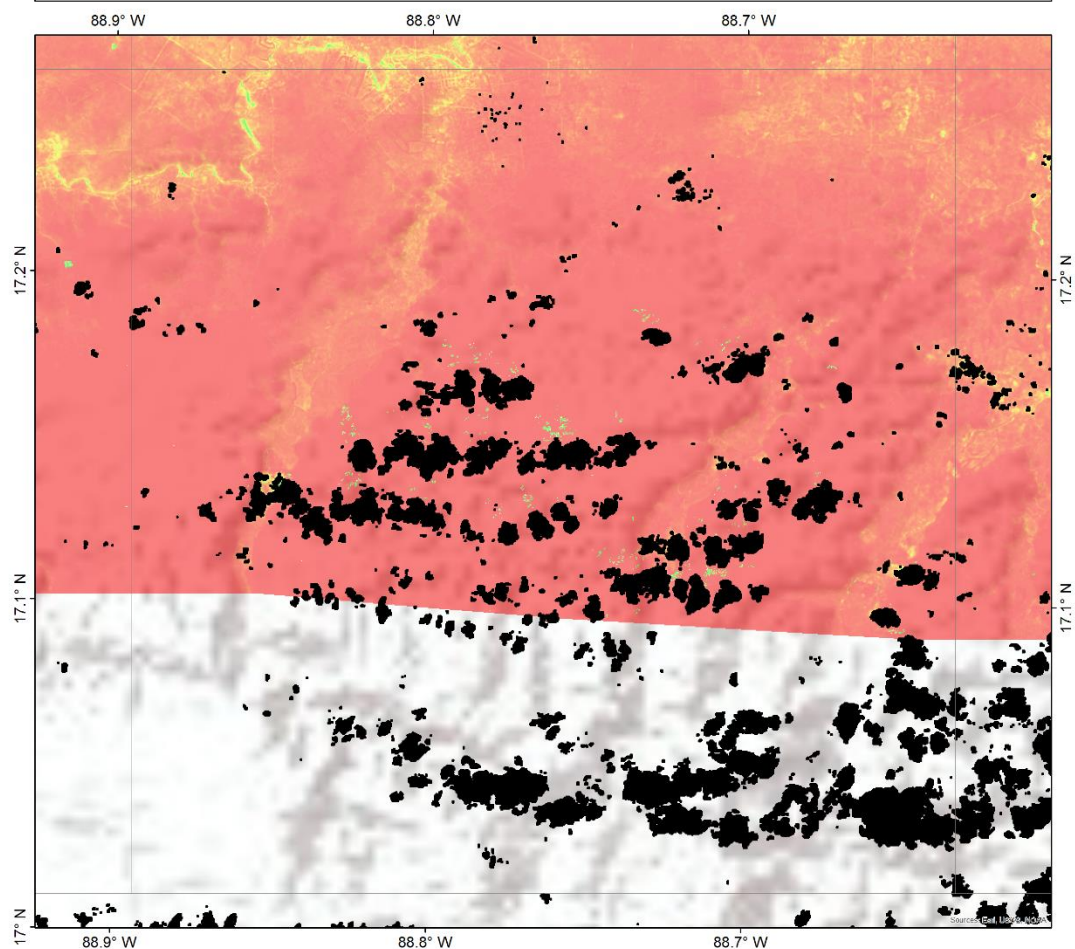 88.9° W 88.8° W 88.7° W
17.2° N 17.2° N
17.1° N 17.1° N
17° N
Sources: Esri, USGS, NOAA
88.9° W 88.8° W 88.7° W